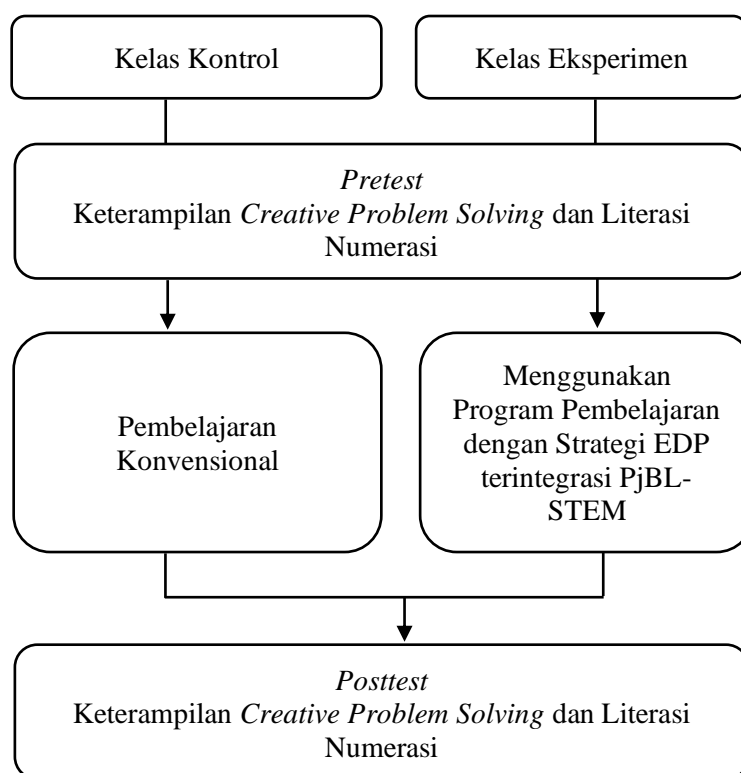 Kelas Kontrol
Kelas Eksperimen
Pretest
Keterampilan Creative Problem Solving dan Literasi
Numerasi
Pembelajaran
Konvensional
Menggunakan
Program Pembelajaran
dengan Strategi EDP
terintegrasi PjBL-
STEM
Posttest
Keterampilan Creative Problem Solving dan Literasi
Numerasi